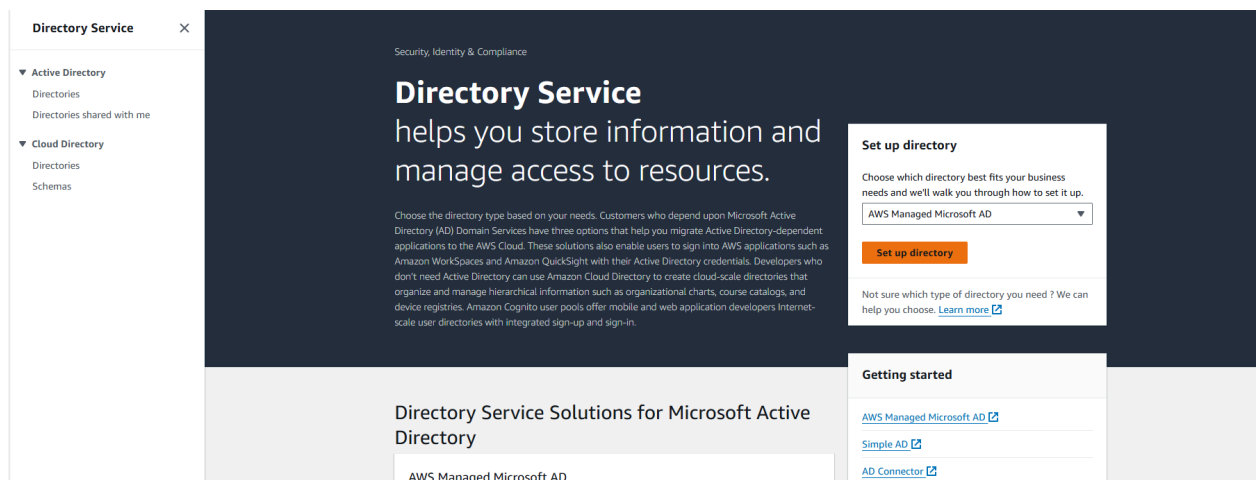 Directory Service
Active Directory
Directories
Directories shared with me
Cloud Directory
Directories
Schemas
Security, Identity & Compliance
Directory Service
helps you store information and
manage access to resources.
Choose the directory type based on your needs. Customers who depend upon Microsoft Active
Directory (AD) Domain Services have three options that help you migrate Active Directory-dependent
applications to the AWS Cloud. These solutions also enable users to sign into AWS applications such as
Amazon WorkSpaces and Amazon QuickSight with their Active Directory credentials. Developers who
don't need Active Directory can use Amazon Cloud Directory to create cloud-scale directories that
organize and manage hierarchical information such as organizational charts, course catalogs, and
device registries. Amazon Cognito user pools offer mobile and web application developers Internet-
scale user directories with integrated sign-up and sign-in.
Set up directory
Choose which directory best fits your business
needs and we'll walk you through how to set it up.
AWS Managed Microsoft AD
Set up directory
Not sure which type of directory you need ? We can
help you choose. Learn more
Getting started
AWS Managed Microsoft AD
Simple AD
AD Connector
Directory Service Solutions for Microsoft Active
Directory
AWS Managed Microsoft AD